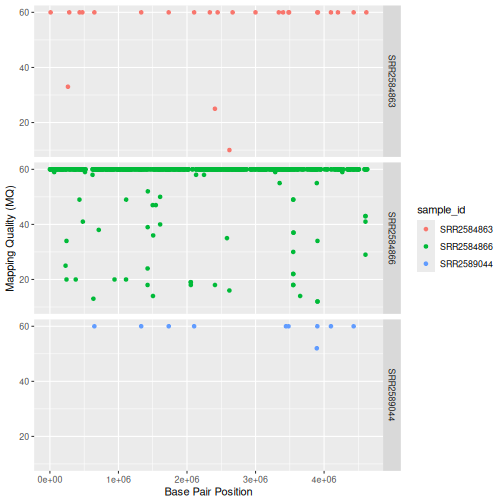 60
40
20
SRR2584863
60
40
20
SRR2584866
60
40
20
SRR2589044
Mapping Quality (MQ)
0e+00 1e+06 2e+06 3e+06 4e+06
Base Pair Position
sample_id
SRR2584863
SRR2584866
SRR2589044